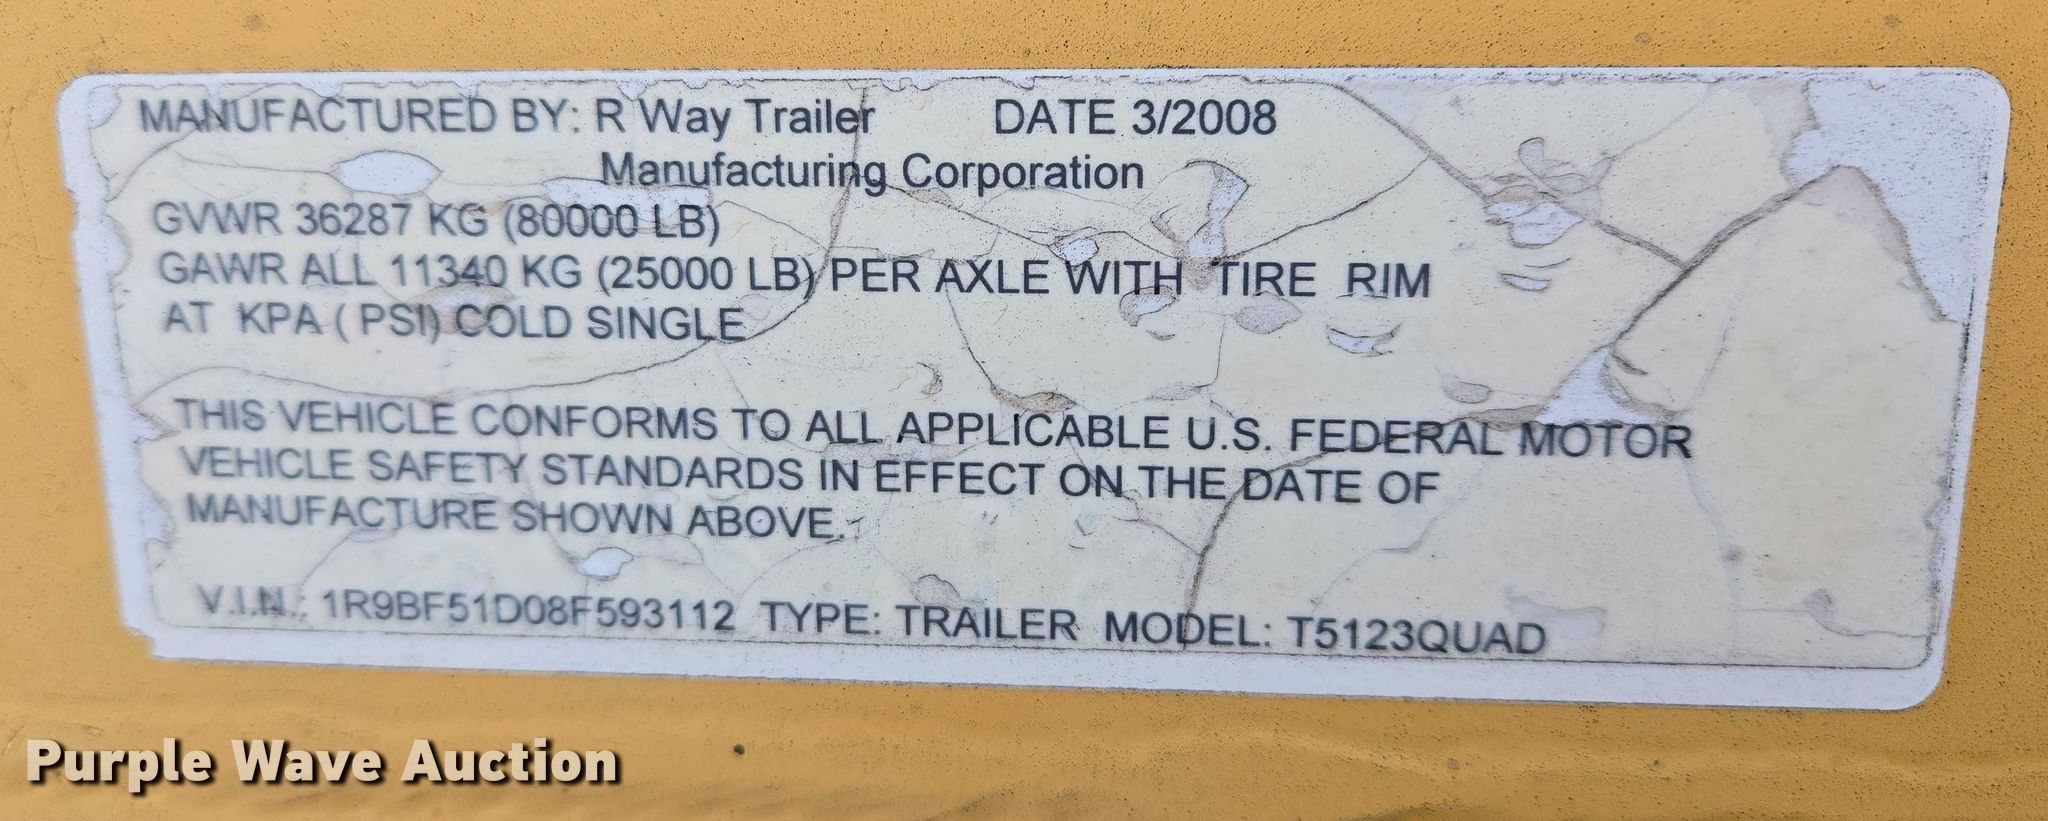 MANUFACTURED BY: R Way Trailer DATE 3/2008
Manufacturing Corporation
GVWR 36287 KG (80000 LB)
GAWR ALL 11340 KG (25000 LB) PER AXLE WITH TIRE RIM
AT KPA ( PSI) COLD SINGLE
THIS VEHICLE CONFORMS TO ALL APPLICABLE U.S. FEDERAL MOTOR
VEHICLE SAFETY STANDARDS IN EFFECT ON THE DATE OF
MANUFACTURE SHOWN ABOVE.
V.I.N.: 1R9BF51D08F593112 TYPE: TRAILER MODEL: T5123QUAD
Purple Wave Auction